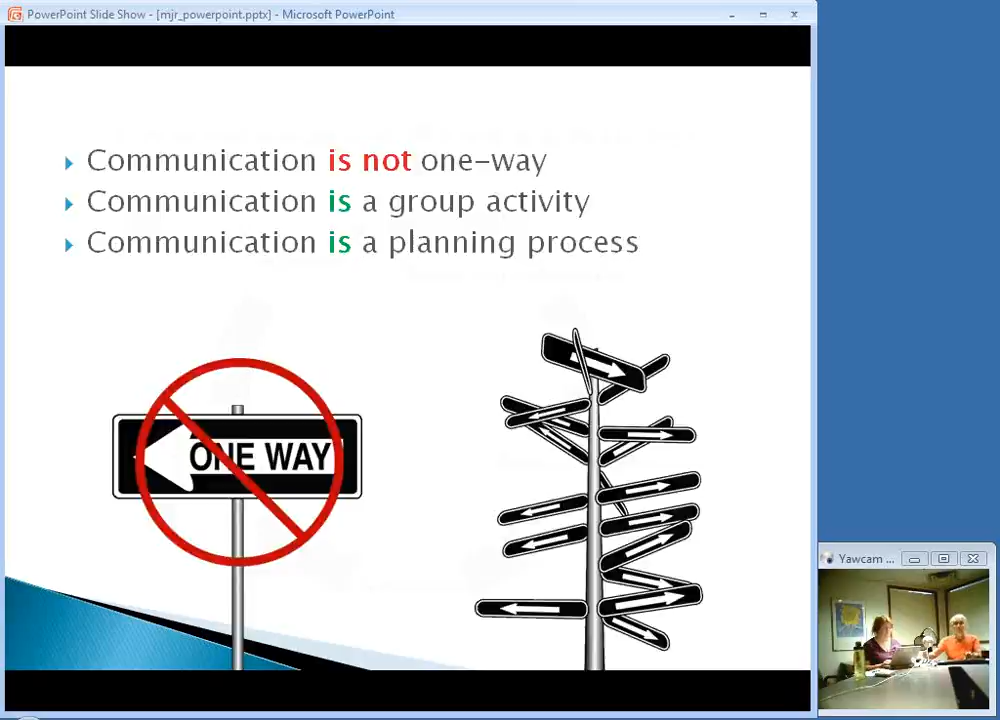 PowerPoint Slide Show - [mjr_powerpoint.pptx] - Microsoft PowerPoint
Communication is not one-way
Communication is a group activity
Communication is a planning process
ONE WAY
Yawcam ...